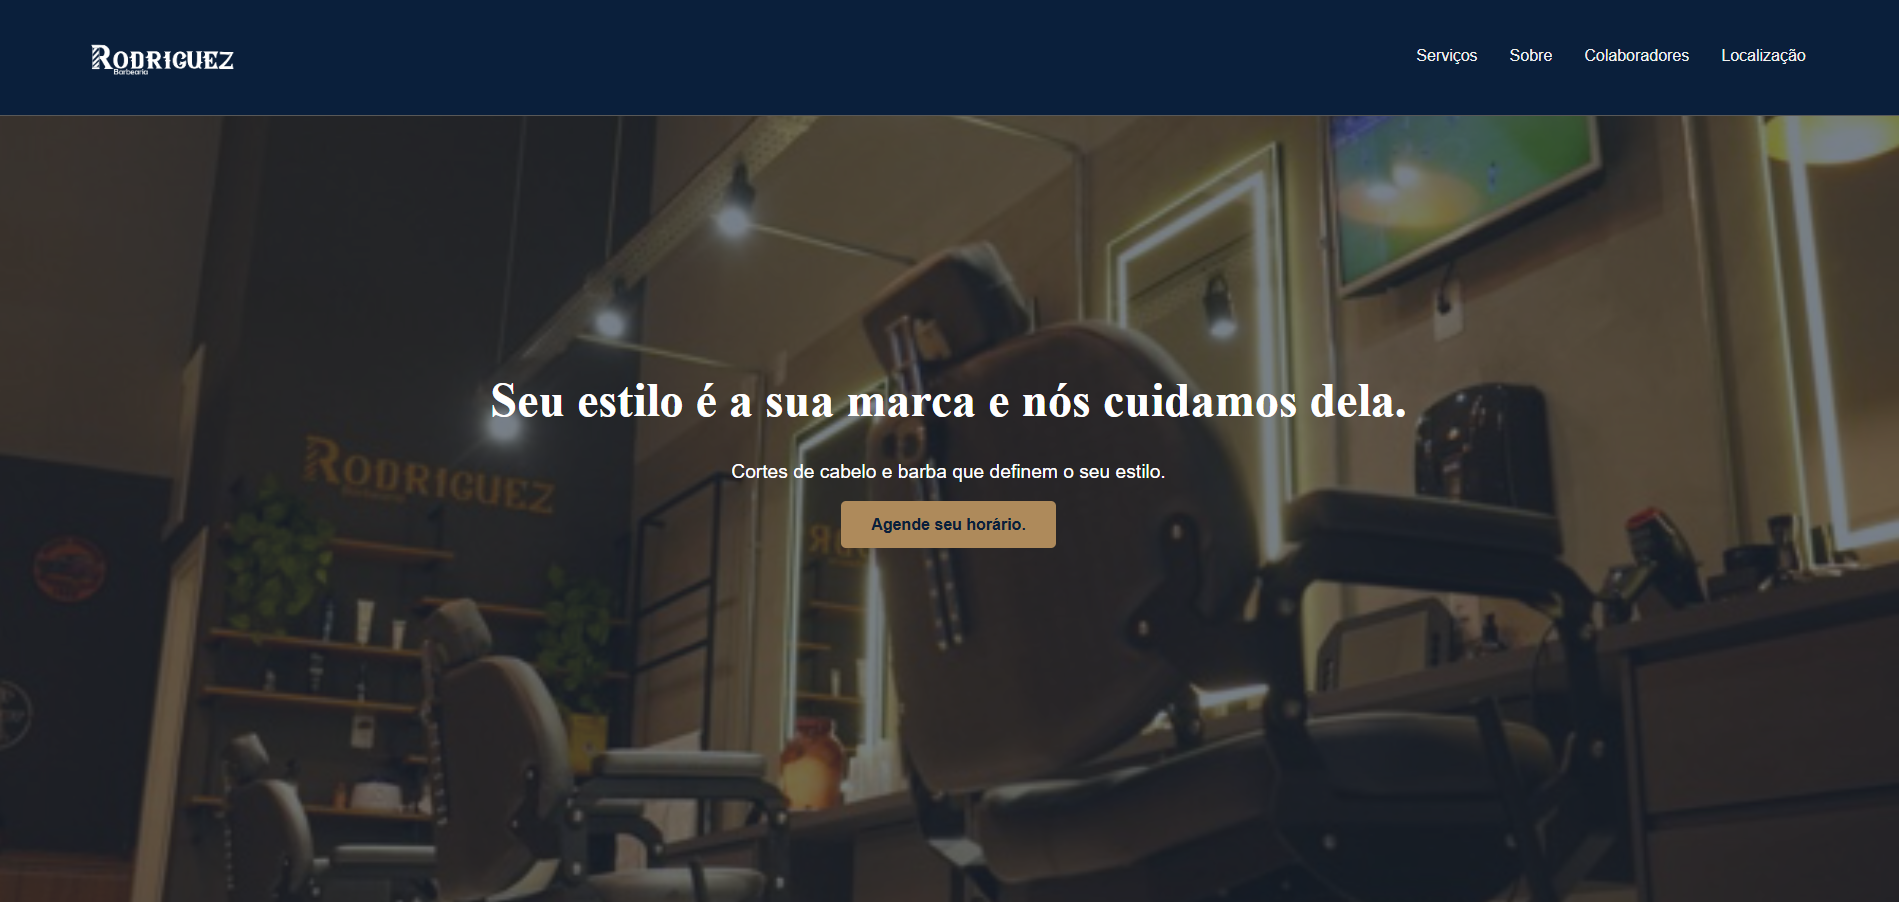 RODRIGUEZ
Barbearia
Serviços
Sobre
Colaboradores
Localização
Seu estilo é a sua marca e nós cuidamos dela.
RODRIGUEZ
Cortes de cabelo e barba que definem o seu estilo.
Agende seu horário.